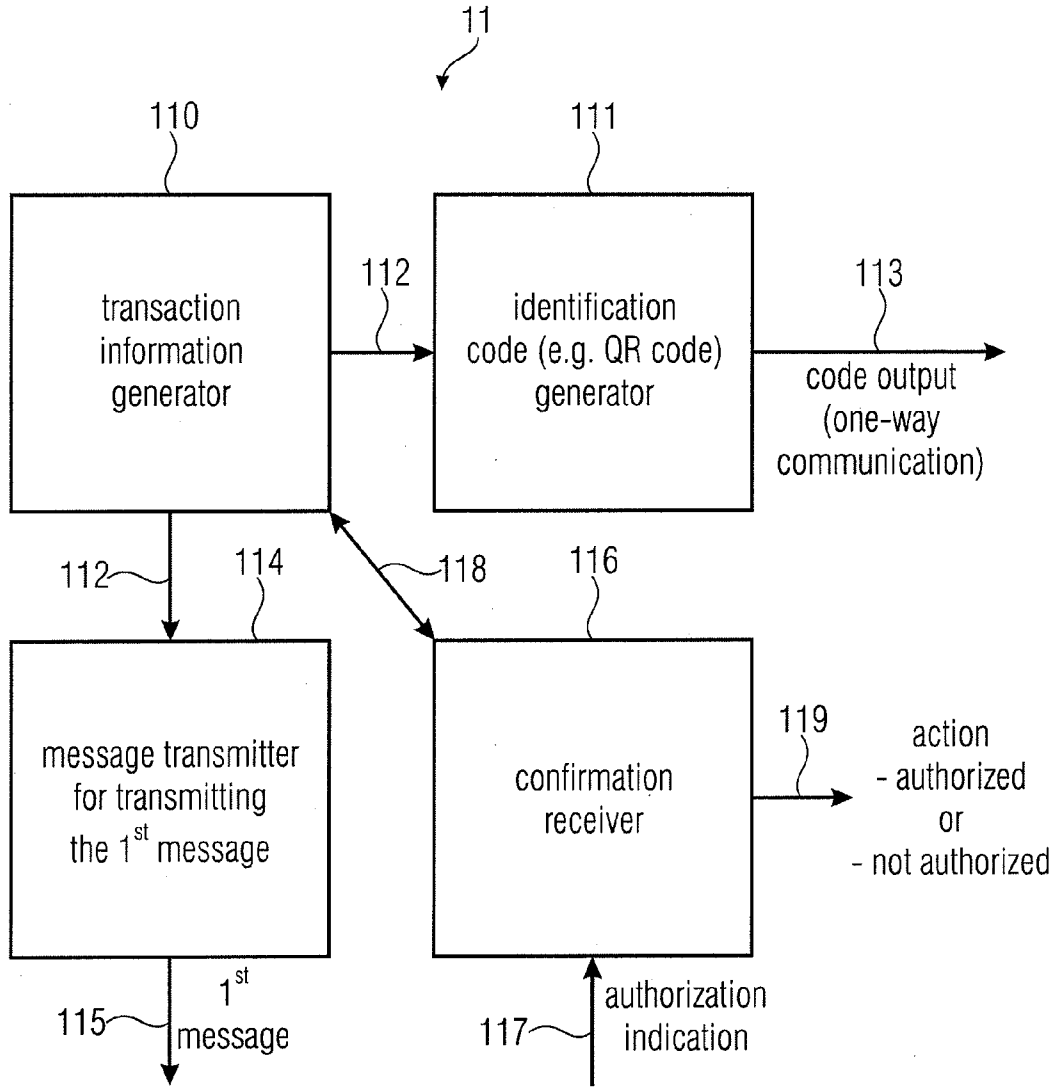 11
110
111
transaction
information
generator
112
identification
code (e.g. QR code)
generator
113
code output
(one-way
communication)
112
114
118
116
message transmitter
for transmitting
the 1st message
confirmation
receiver
119
action
- authorized
or
- not authorized
115
1st
message
117
authorization
indication